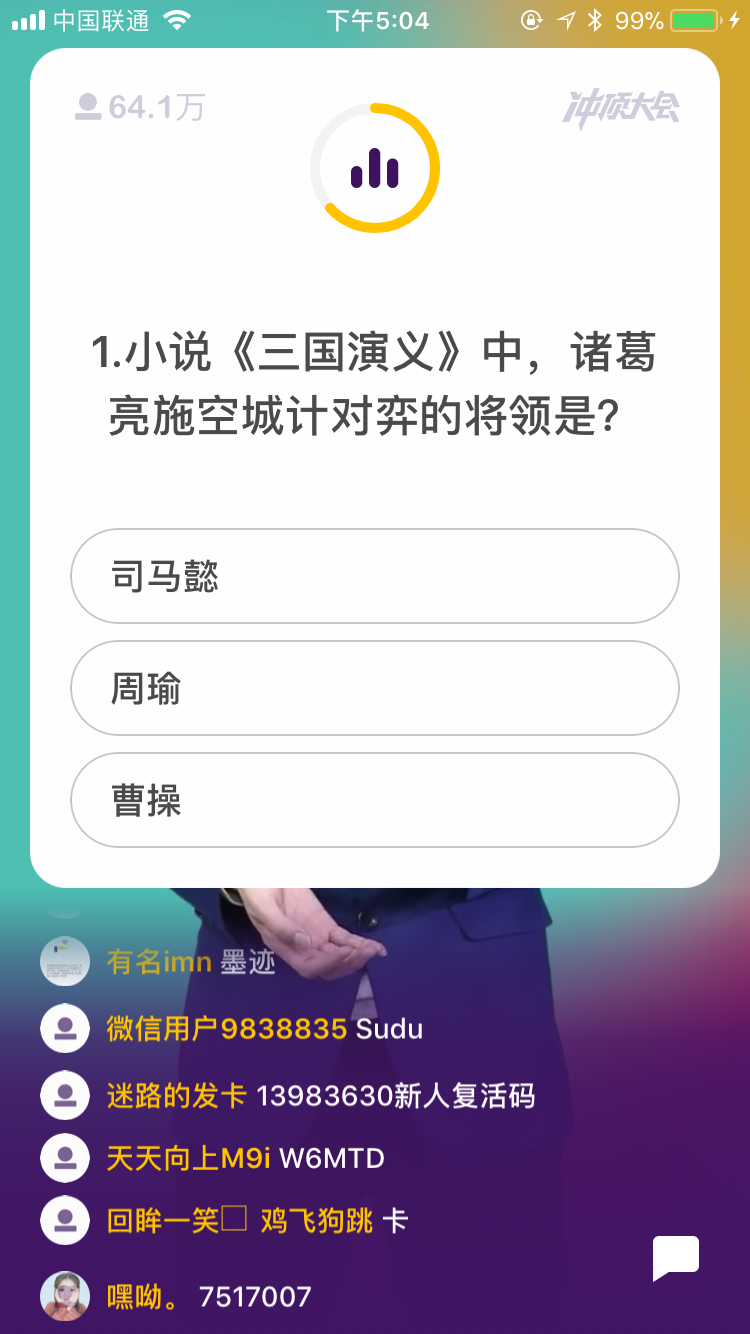 中国联通 下午5:04 99%
64.1万 冲顶大会
1.小说《三国演义》中，诸葛
亮施空城计对弈的将领是?
司马懿
周瑜
曹操
有名imn 墨迹
微信用户9838835 Sudu
迷路的发卡 13983630新人复活码
天天向上M9i W6MTD
回眸一笑□ 鸡飞狗跳 卡
嘿呦。 7517007